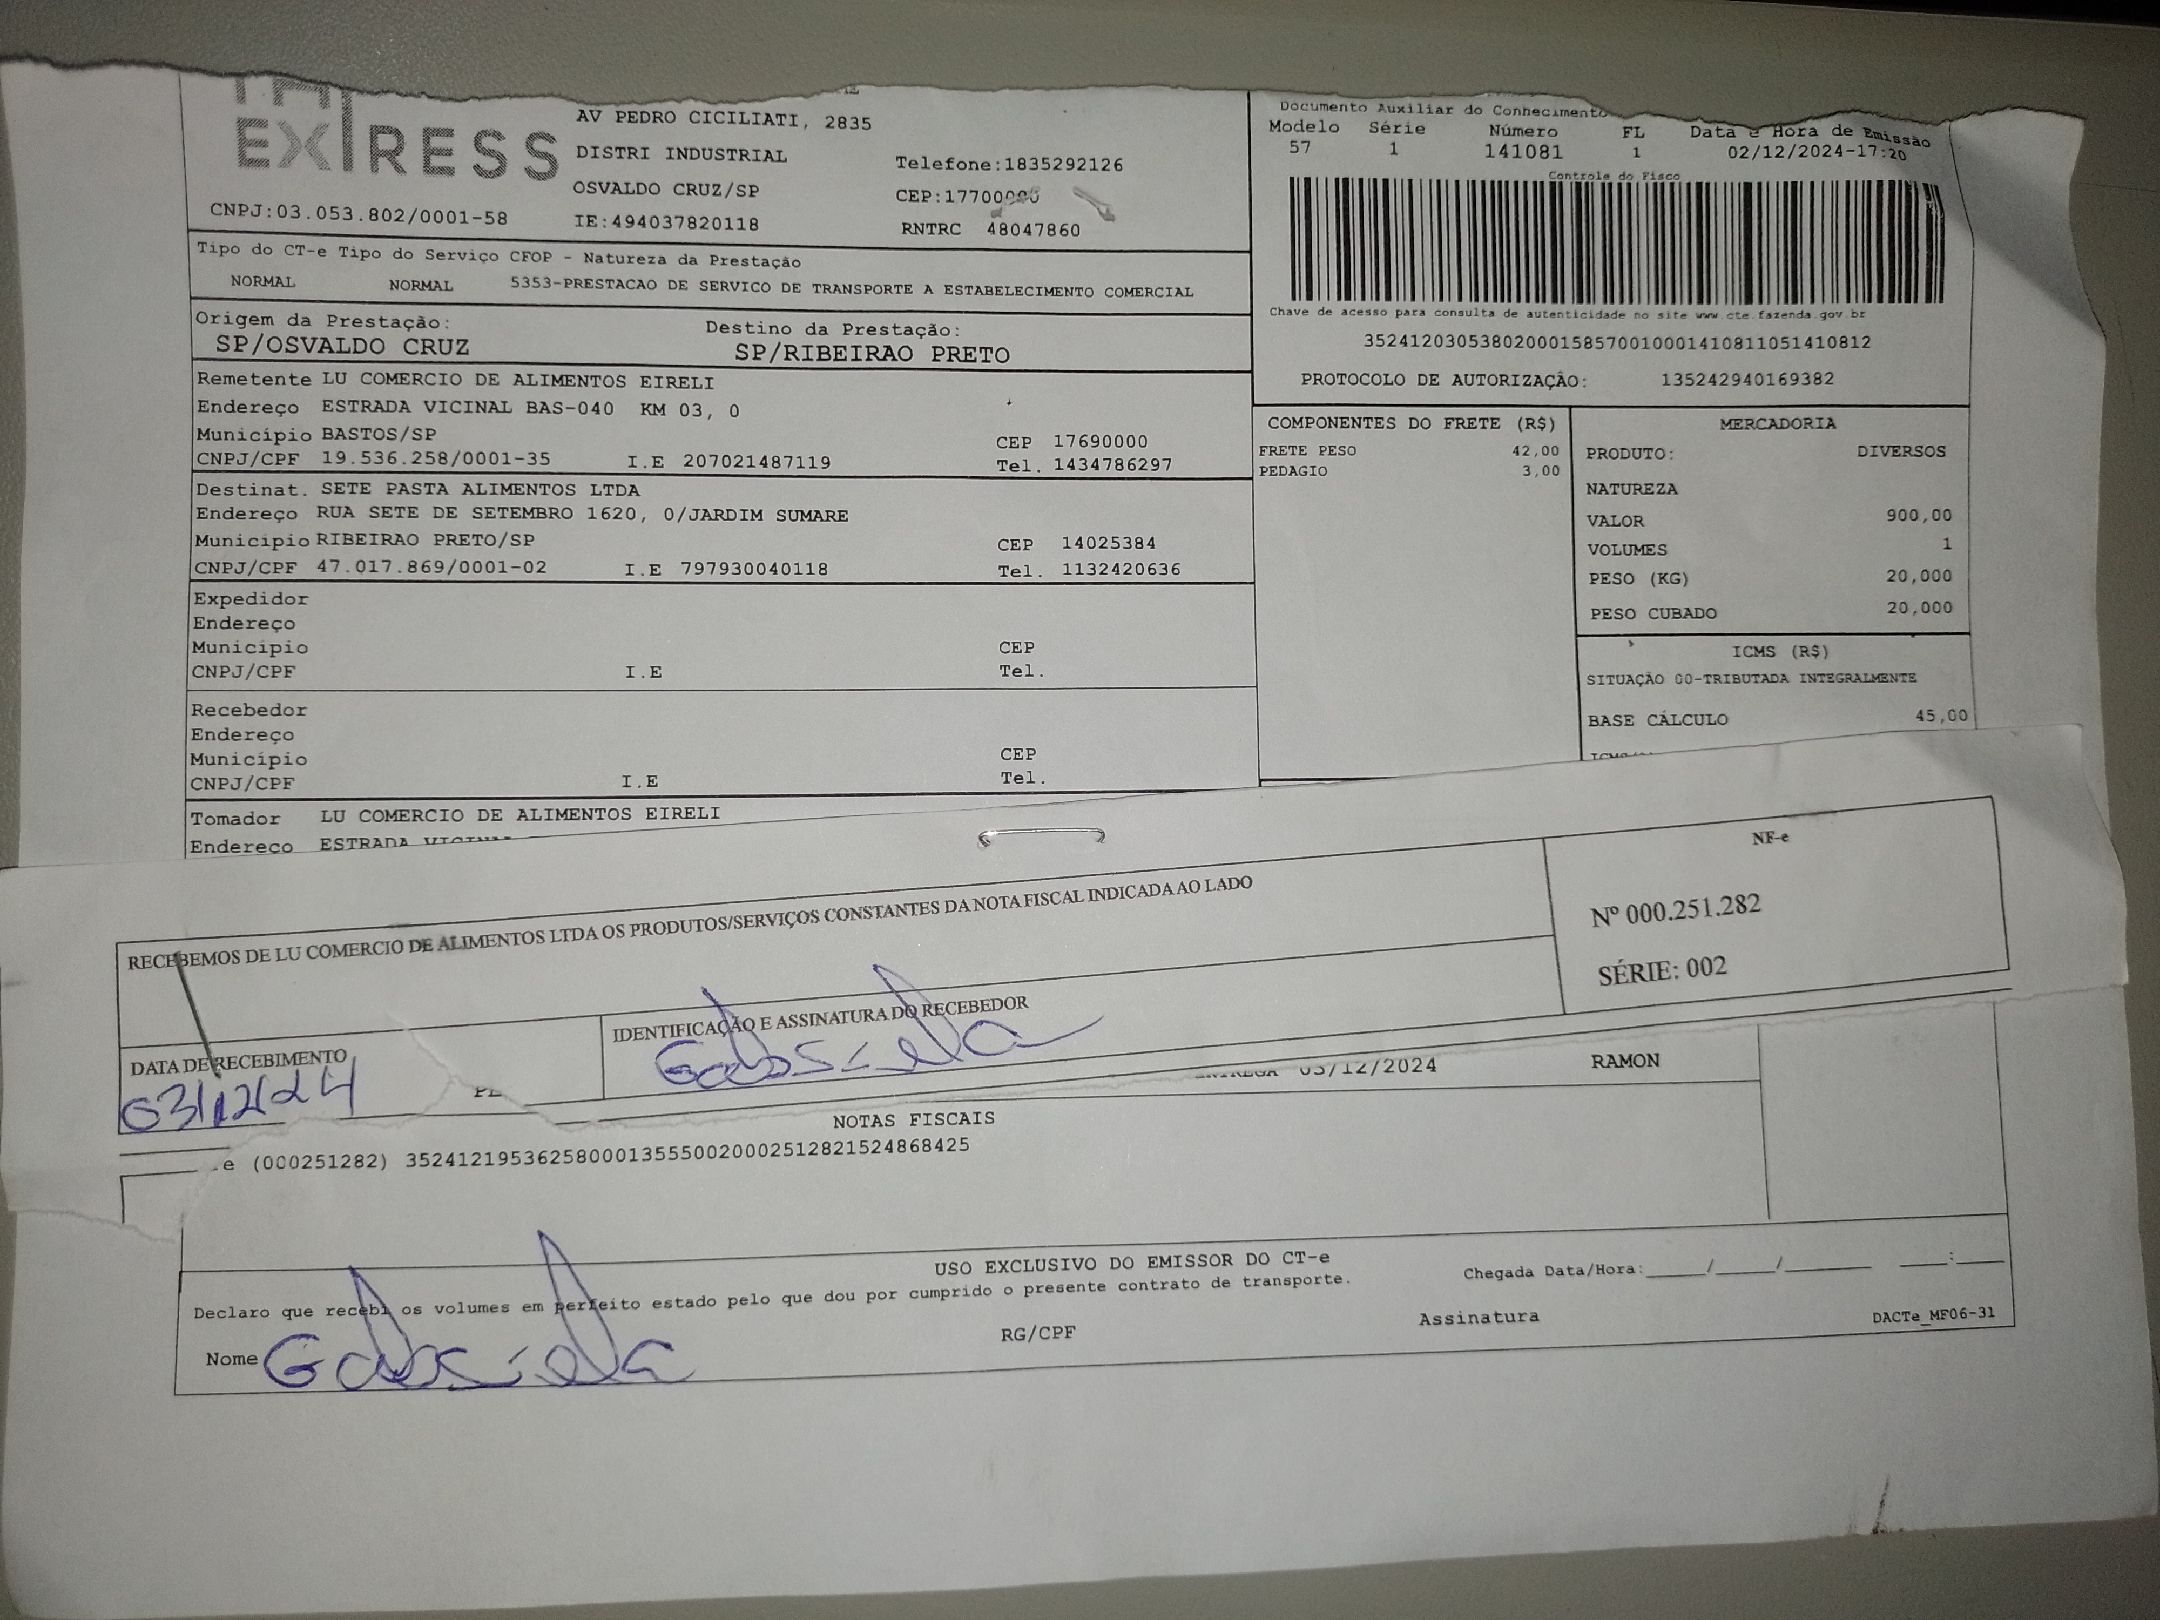 EXPRESS
AV PEDRO CICILIATI, 2835
DISTRI INDUSTRIAL
Telefone:1835292126
OSVALDO CRUZ/SP
CEP:17700000
CNPJ:03.053.802/0001-58
IE:494037820118
RNTRC 48047860
Documento Auxiliar do Conhecimento
Modelo Série Número FL Data e Hora de Emissão
57 1 141081 1 02/12/2024-17:20
Controle do Fisco
Chave de acesso para consulta de autenticidade no site www.cte.fazenda.gov.br
35241203053802000158570010001410811051410812
PROTOCOLO DE AUTORIZAÇÃO: 135242940169382
Tipo do CT-e Tipo do Serviço CFOP - Natureza da Prestação
NORMAL NORMAL 5353-PRESTACAO DE SERVICO DE TRANSPORTE A ESTABELECIMENTO COMERCIAL
Origem da Prestação: Destino da Prestação:
SP/OSVALDO CRUZ SP/RIBEIRAO PRETO
Remetente LU COMERCIO DE ALIMENTOS EIRELI
Endereço ESTRADA VICINAL BAS-040 KM 03, 0
Município BASTOS/SP CEP 17690000
CNPJ/CPF 19.536.258/0001-35 I.E 207021487119 Tel. 1434786297
Destinat. SETE PASTA ALIMENTOS LTDA
Endereço RUA SETE DE SETEMBRO 1620, 0/JARDIM SUMARE
Município RIBEIRAO PRETO/SP CEP 14025384
CNPJ/CPF 47.017.869/0001-02 I.E 797930040118 Tel. 1132420636
Expedidor
Endereço
Município CEP
CNPJ/CPF I.E Tel.
Recebedor
Endereço
Município CEP
CNPJ/CPF I.E Tel.
Tomador LU COMERCIO DE ALIMENTOS EIRELI
Endereço ESTRADA
COMPONENTES DO FRETE (R$)
FRETE PESO 42,00
PEDAGIO 3,00
MERCADORIA
PRODUTO: DIVERSOS
NATUREZA
VALOR 900,00
VOLUMES 1
PESO (KG) 20,000
PESO CUBADO 20,000
ICMS (R$)
SITUAÇÃO 00-TRIBUTADA INTEGRALMENTE
BASE CÁLCULO 45,00
RECEBEMOS DE LU COMERCIO DE ALIMENTOS LTDA OS PRODUTOS/SERVIÇOS CONSTANTES DA NOTA FISCAL INDICADA AO LADO
NF-e
Nº 000.251.282
SÉRIE: 002
DATA DE RECEBIMENTO
03/12/24
IDENTIFICAÇÃO E ASSINATURA DO RECEBEDOR
Gabriela
03/12/2024 RAMON
NOTAS FISCAIS
e (000251282) 35241219536258000135550020002512821524868425
USO EXCLUSIVO DO EMISSOR DO CT-e
Declaro que recebi os volumes em perfeito estado pelo que dou por cumprido o presente contrato de transporte.
Chegada Data/Hora:_____/_____/_______ ____:____
Nome Gabriela
RG/CPF
Assinatura
DACTe_MF06-31